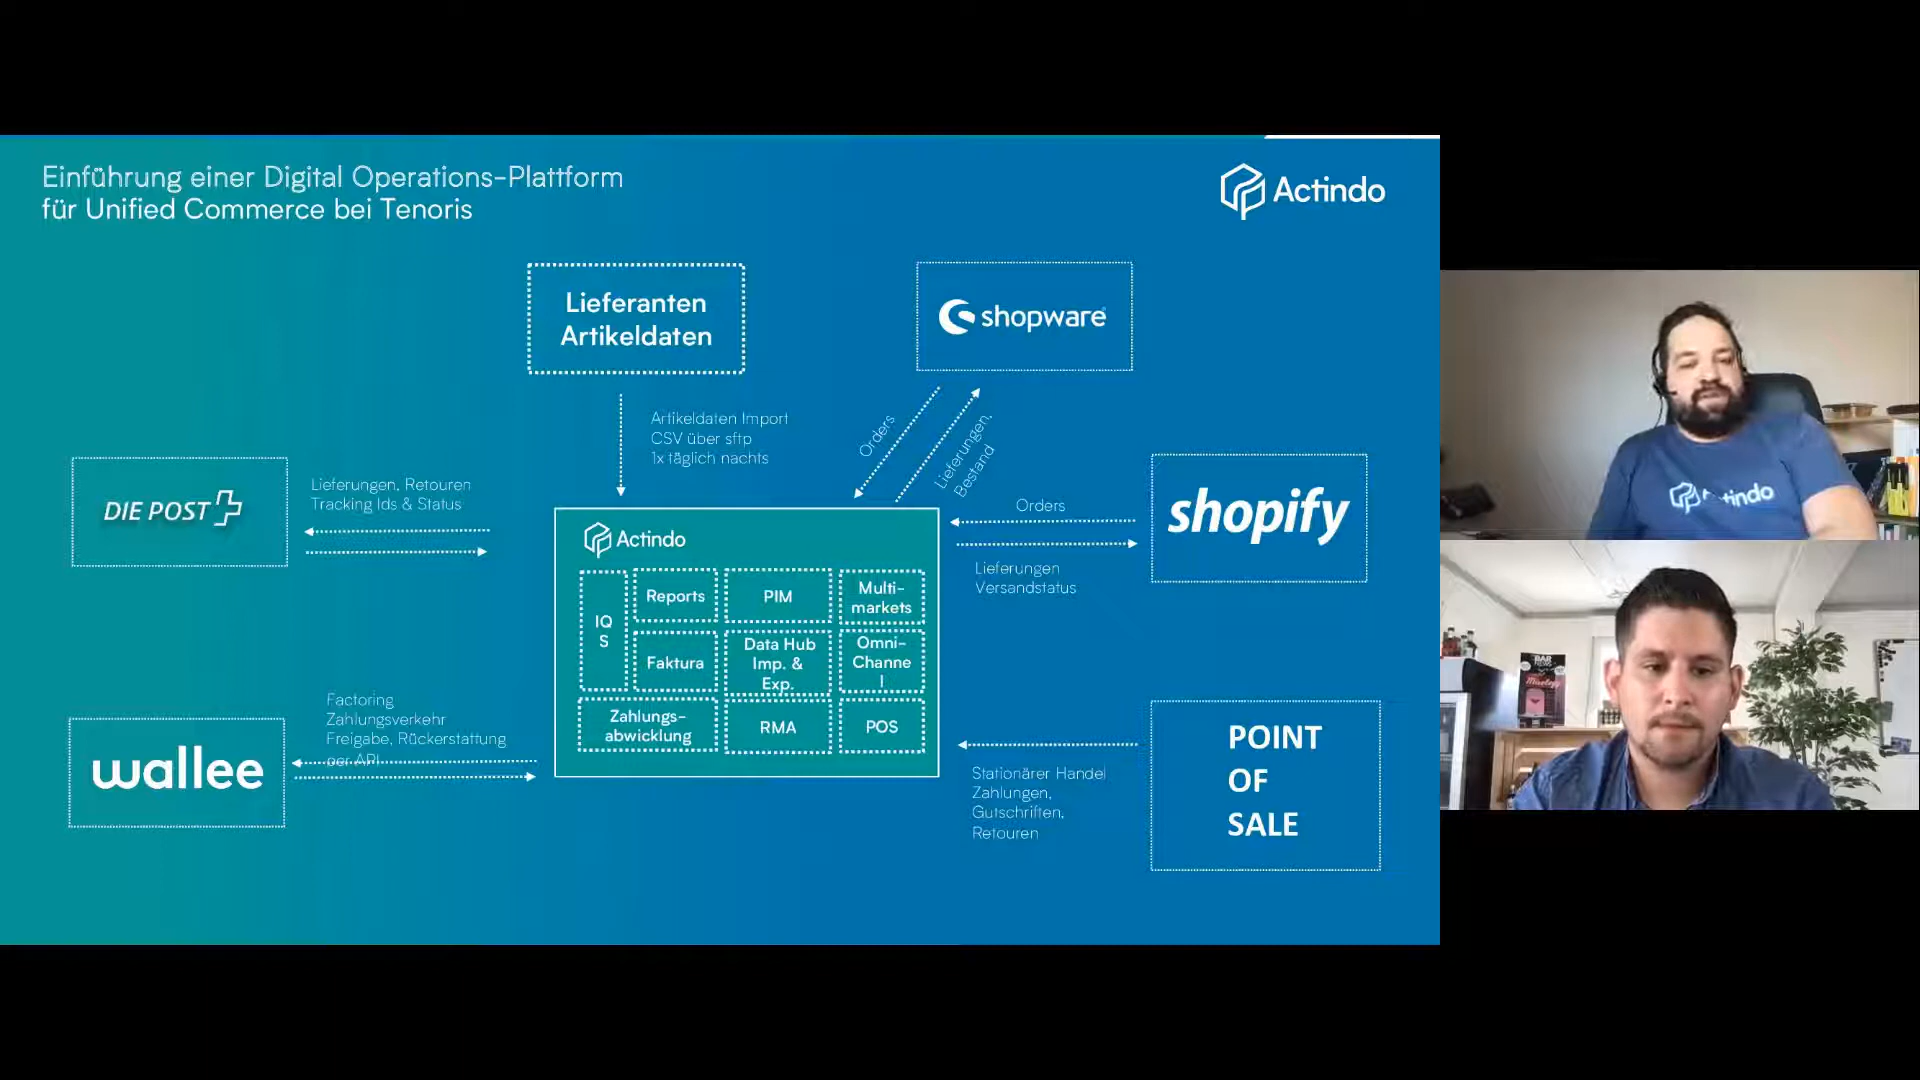 Einführung einer Digital Operations-Plattform
für Unified Commerce bei Tenoris
Actindo
Lieferanten
Artikeldaten
shopware
Artikeldaten Import
CSV über sftp
1x täglich nachts
Orders
Lieferungen,
Bestand
DIE POST
Lieferungen, Retouren
Tracking Ids & Status
Orders
Lieferungen
Versandstatus
shopify
Actindo
IQ
S
Reports
PIM
Multi-
markets
Faktura
Data Hub
Imp. &
Exp.
Omni-
Channe
l
Zahlungs-
abwicklung
RMA
POS
wallee
Factoring
Zahlungsverkehr
Freigabe, Rückerstattung
per API
Stationärer Handel
Zahlungen,
Gutschriften,
Retouren
POINT
OF
SALE
BAR